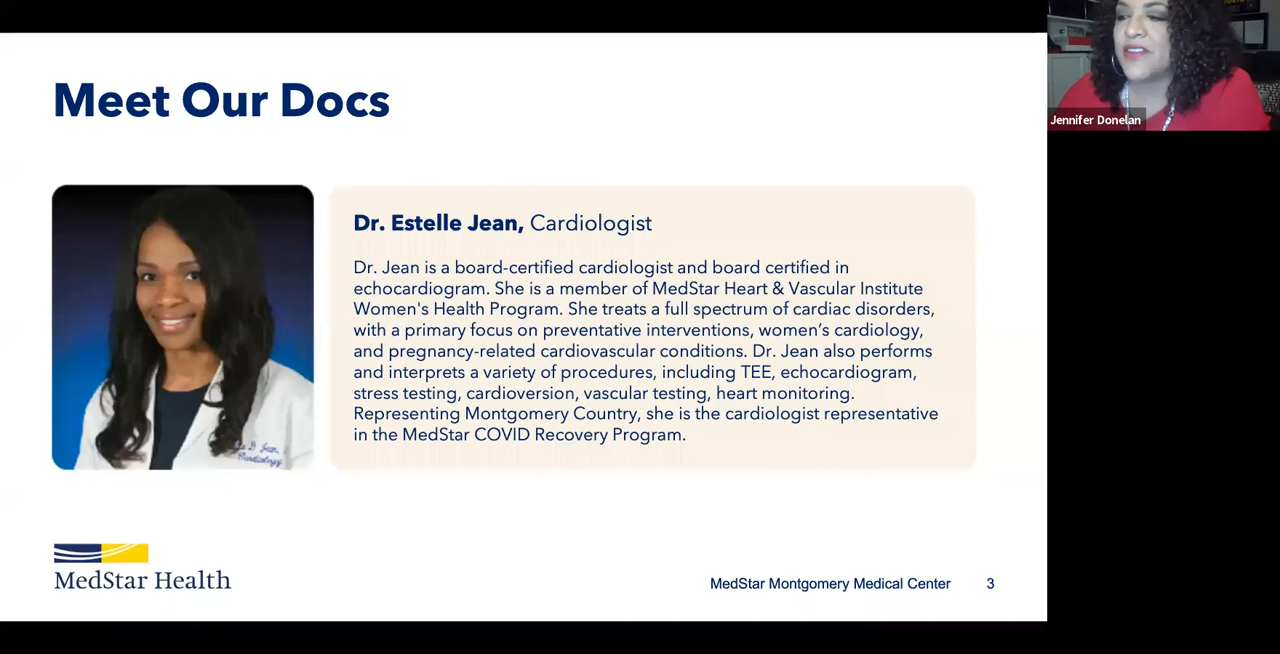 Meet Our Docs
Jennifer Donelan
Dr. Estelle Jean, Cardiologist
Dr. Jean is a board-certified cardiologist and board certified in
echocardiogram. She is a member of MedStar Heart & Vascular Institute
Women's Health Program. She treats a full spectrum of cardiac disorders,
with a primary focus on preventative interventions, women’s cardiology,
and pregnancy-related cardiovascular conditions. Dr. Jean also performs
and interprets a variety of procedures, including TEE, echocardiogram,
stress testing, cardioversion, vascular testing, heart monitoring.
Representing Montgomery Country, she is the cardiologist representative
in the MedStar COVID Recovery Program.
Jean,
Cardiology
MedStar Health
MedStar Montgomery Medical Center 3